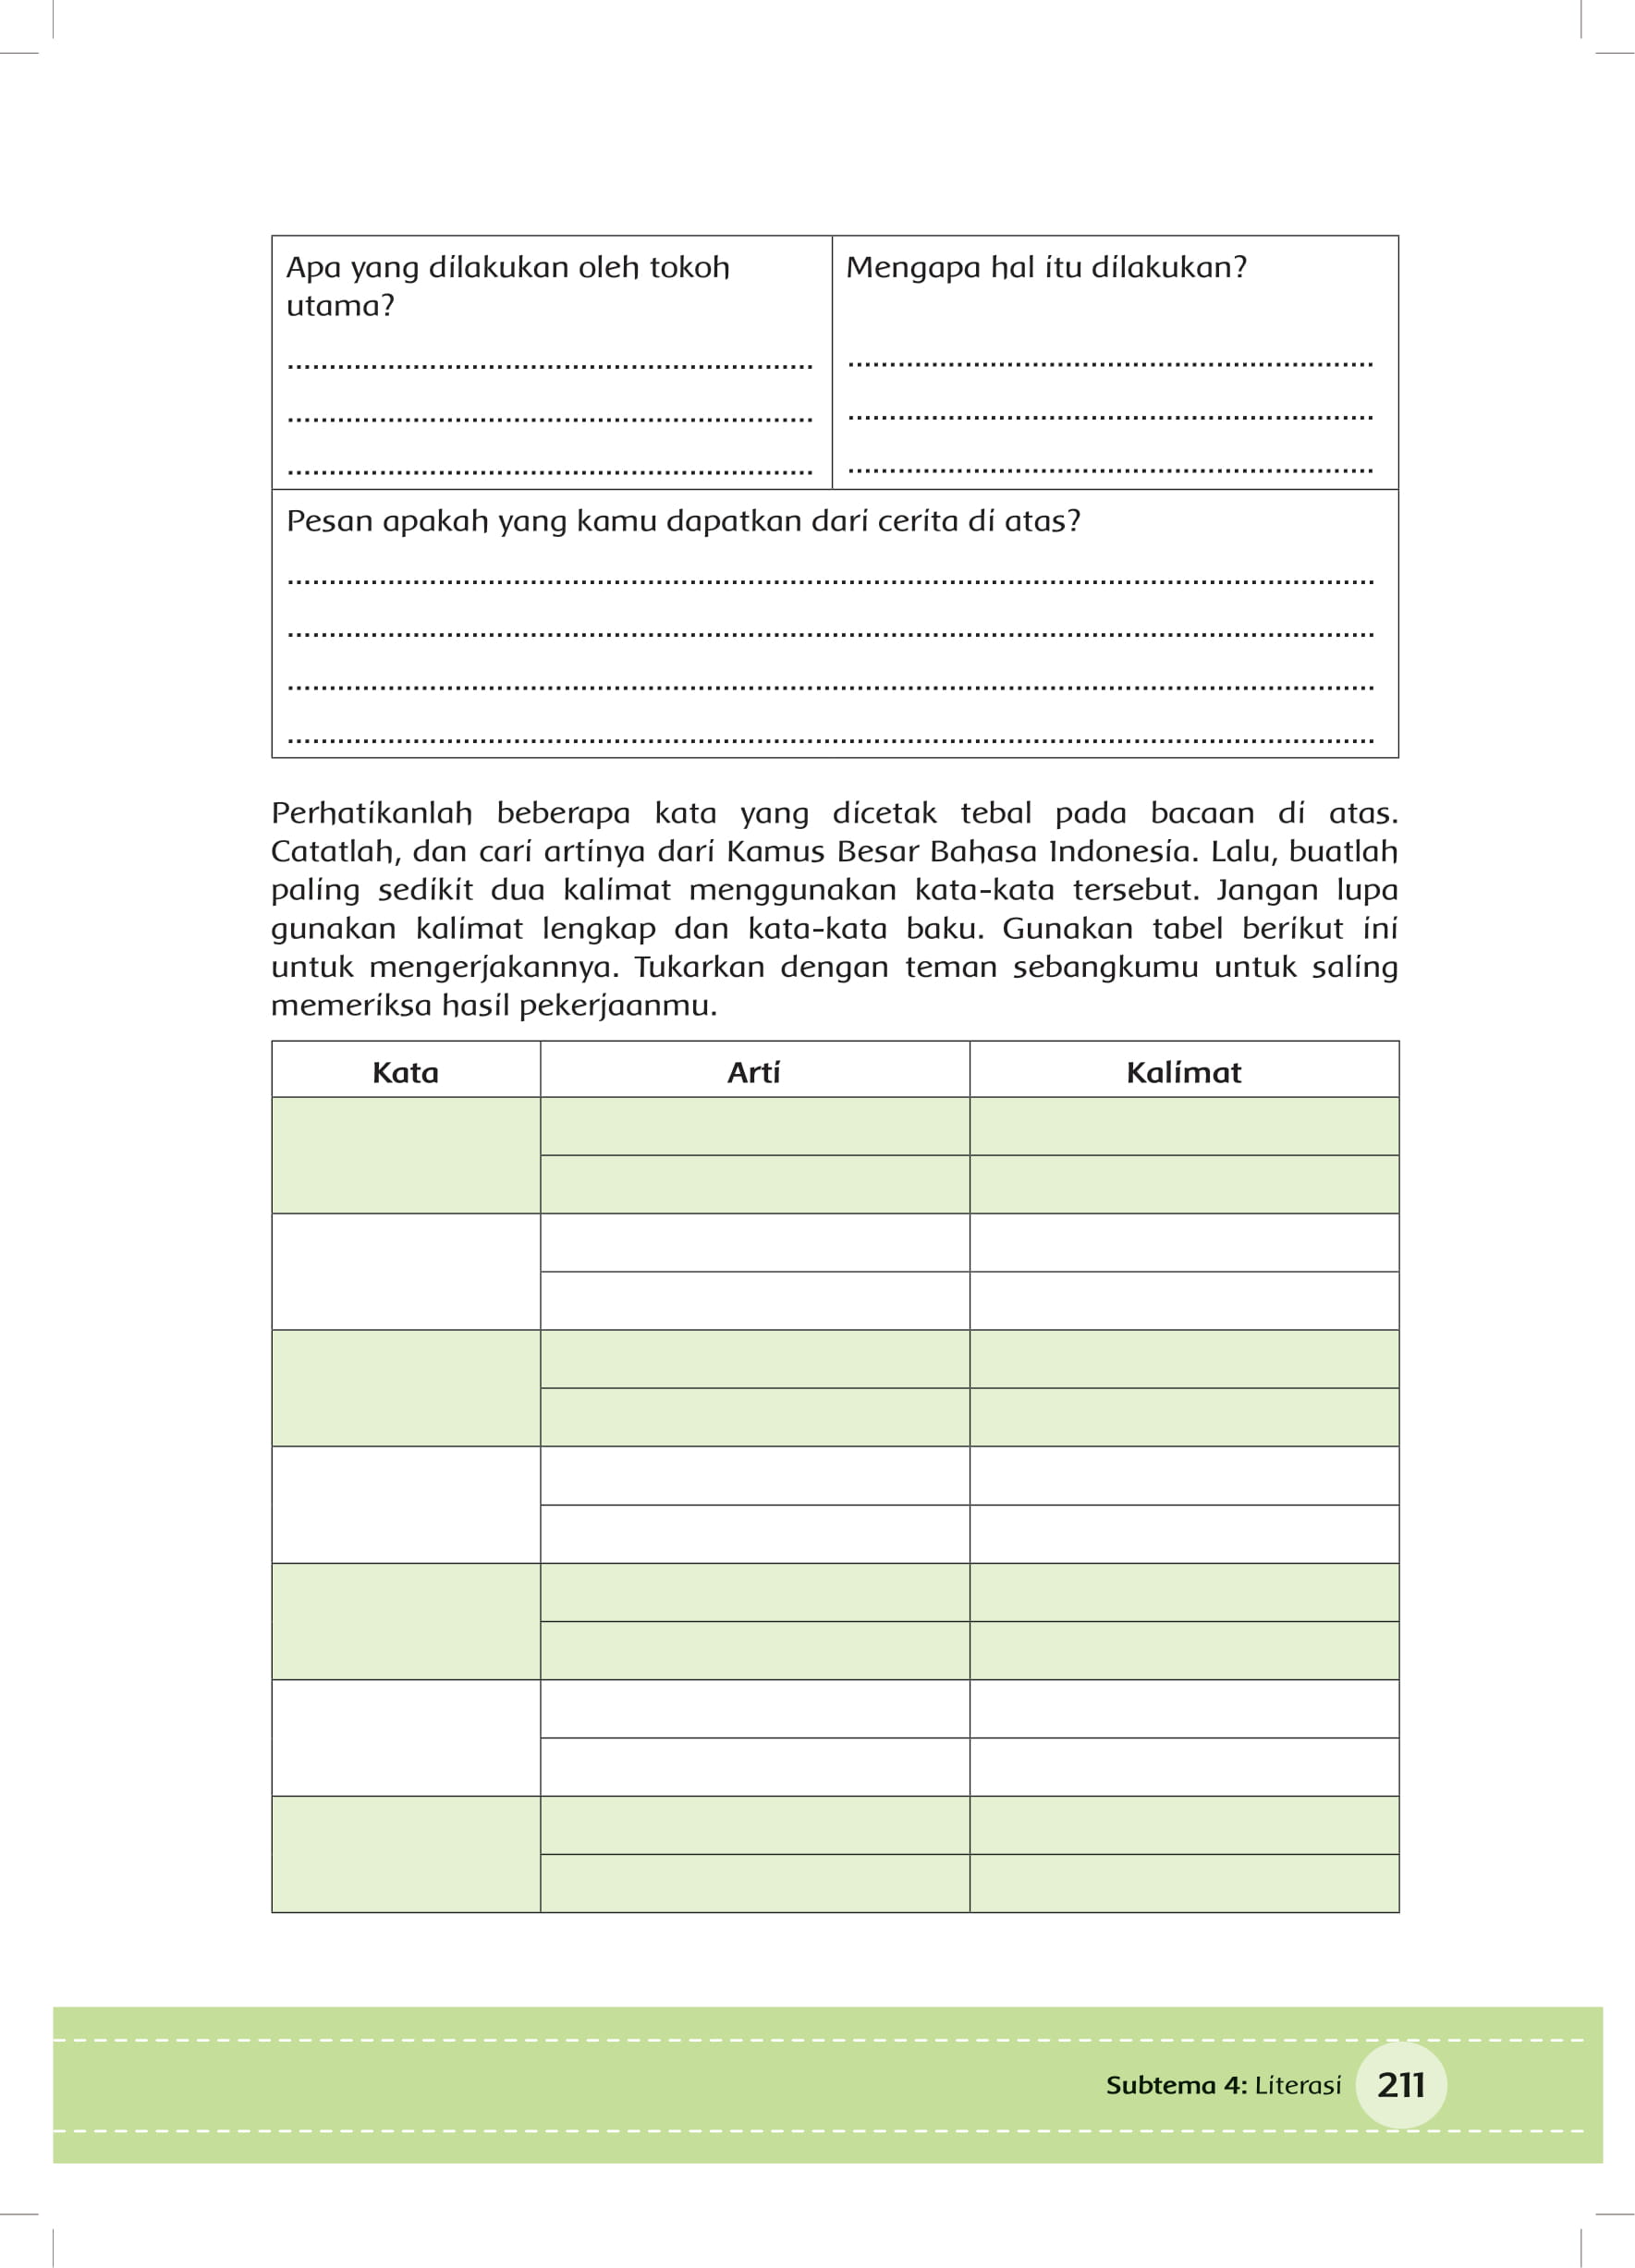 Apa yang dilakukan oleh tokoh
utama?
........................................................
........................................................
........................................................
Mengapa hal itu dilakukan?
........................................................
........................................................
........................................................
Pesan apakah yang kamu dapatkan dari cerita di atas?
....................................................................................................................
....................................................................................................................
....................................................................................................................
....................................................................................................................
Perhatikanlah beberapa kata yang dicetak tebal pada bacaan di atas.
Catatlah, dan cari artinya dari Kamus Besar Bahasa Indonesia. Lalu, buatlah
paling sedikit dua kalimat menggunakan kata-kata tersebut. Jangan lupa
gunakan kalimat lengkap dan kata-kata baku. Gunakan tabel berikut ini
untuk mengerjakannya. Tukarkan dengan teman sebangkumu untuk saling
memeriksa hasil pekerjaanmu.
Kata Arti Kalimat
Subtema 4: Literasi 211